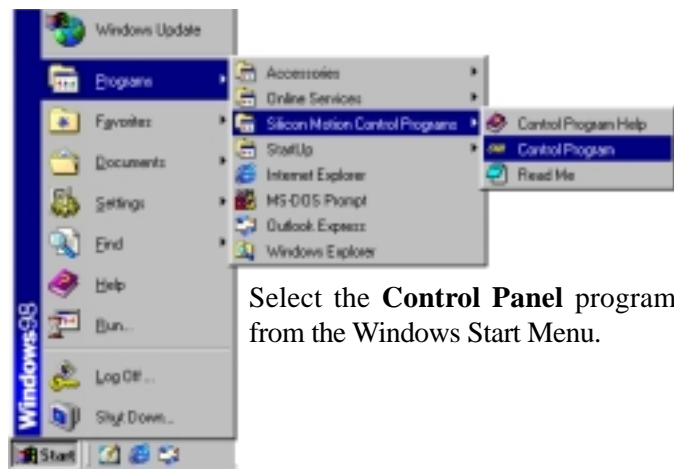 Windows Update
Programs
Favorites
Documents
Settings
Find
Help
Run...
Log Off...
Shut Down...
Windows98
Start
Accessories
Online Services
Silicon Motion Control Programs
StartUp
Internet Explorer
MS-DOS Prompt
Outlook Express
Windows Explorer
Control Program Help
Control Program
Read Me
Select the Control Panel program
from the Windows Start Menu.